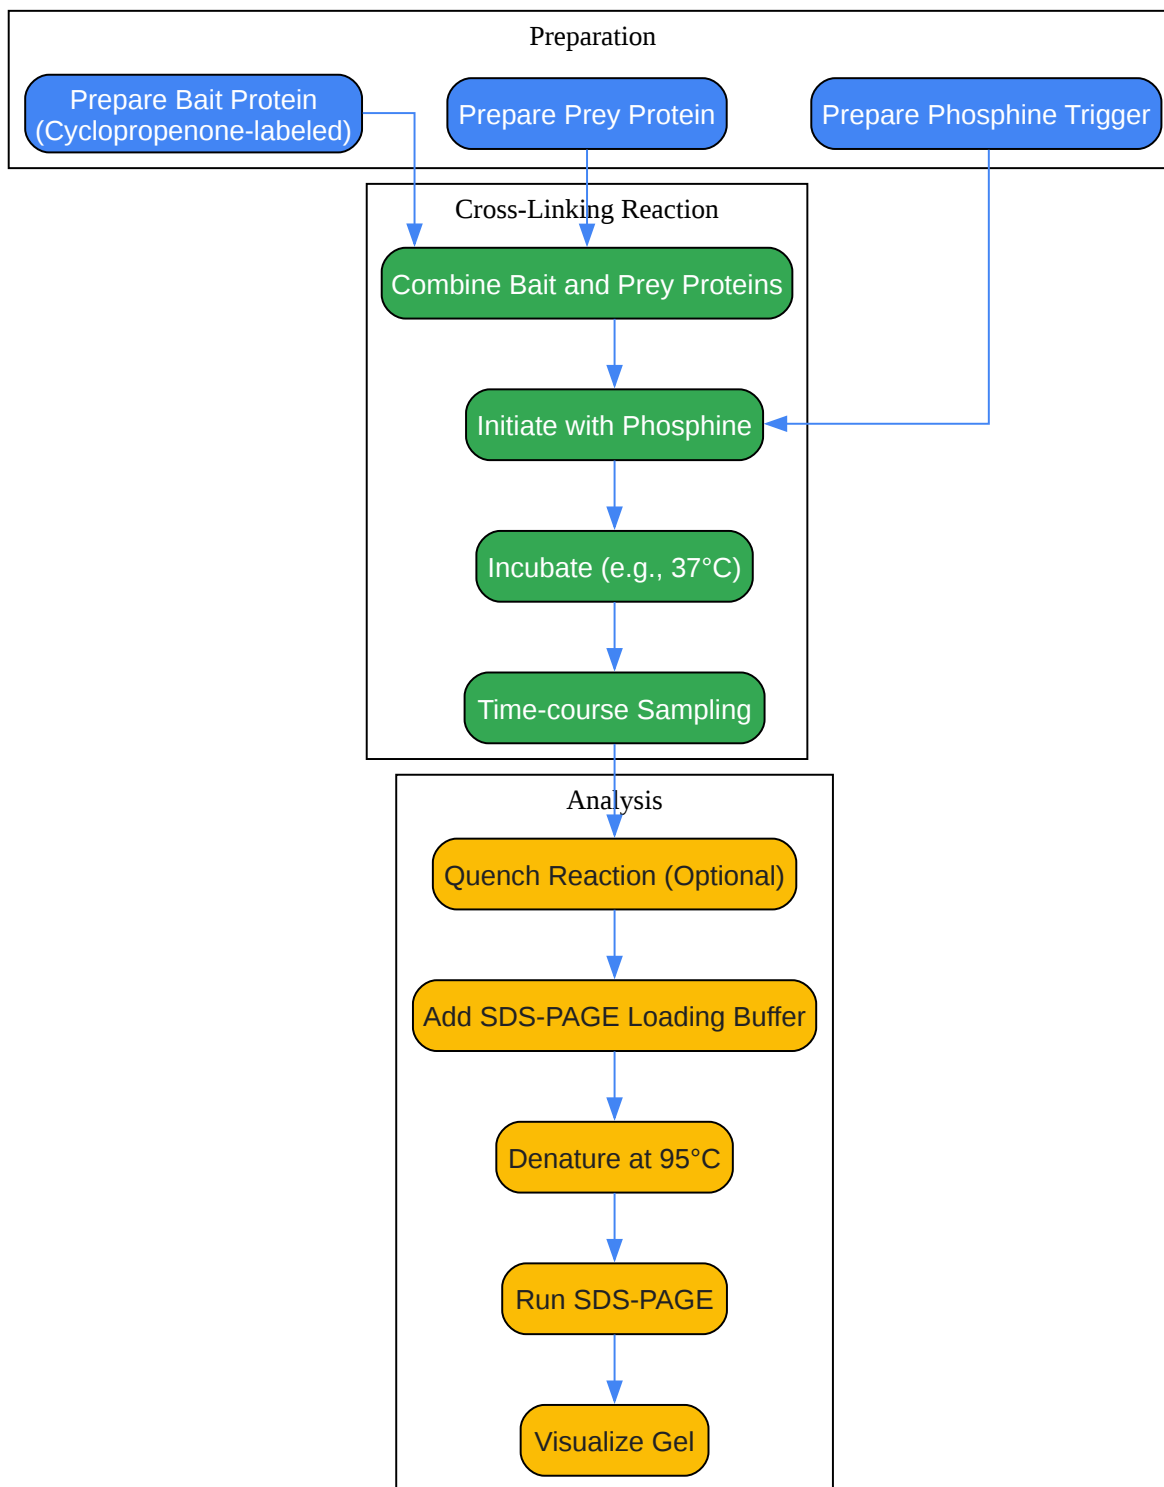 Preparation
Prepare Bait Protein
(Cyclopropenone-labeled)
Prepare Prey Protein
Prepare Phosphine Trigger
Cross-Linking Reaction
Combine Bait and Prey Proteins
Initiate with Phosphine
Incubate (e.g., 37°C)
Time-course Sampling
Analysis
Quench Reaction (Optional)
Add SDS-PAGE Loading Buffer
Denature at 95°C
Run SDS-PAGE
Visualize Gel